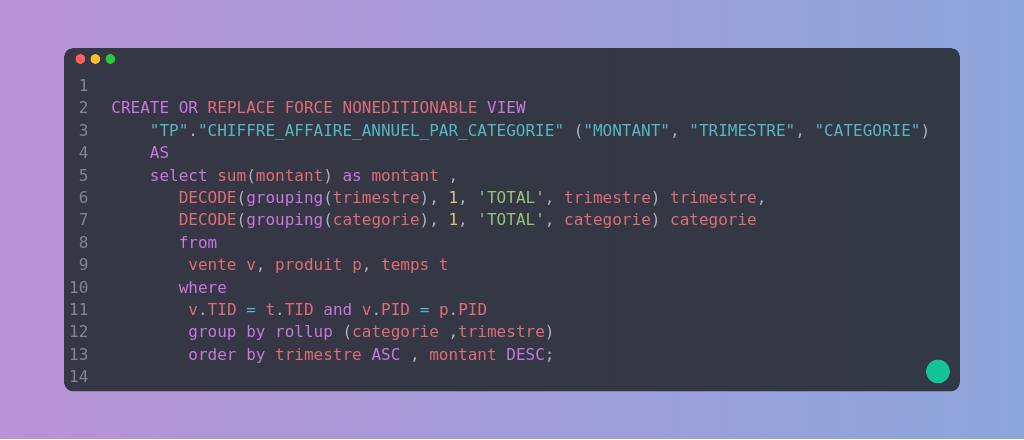 1
2 CREATE OR REPLACE FORCE NONEDITIONABLE VIEW
3 "TP"."CHIFFRE_AFFAIRE_ANNUEL_PAR_CATEGORIE" ("MONTANT", "TRIMESTRE", "CATEGORIE")
4 AS
5 select sum(montant) as montant ,
6 DECODE(grouping(trimestre), 1, 'TOTAL', trimestre) trimestre,
7 DECODE(grouping(categorie), 1, 'TOTAL', categorie) categorie
8 from
9 vente v, produit p, temps t
10 where
11 v.TID = t.TID and v.PID = p.PID
12 group by rollup (categorie ,trimestre)
13 order by trimestre ASC , montant DESC;
14